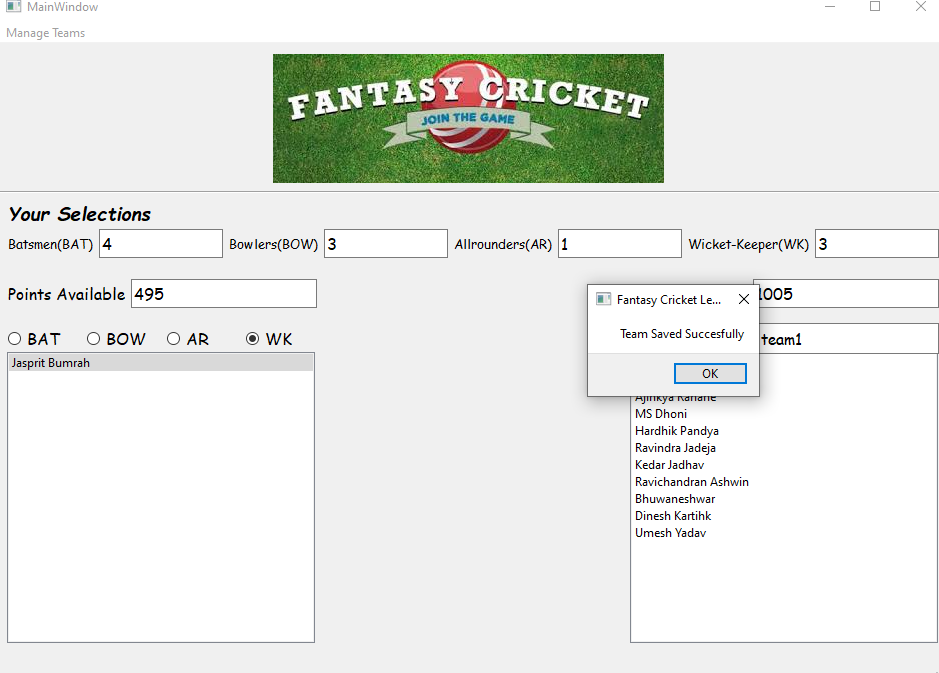 MainWindow
Manage Teams
FANTASY CRICKET
JOIN THE GAME
Your Selections
Batsmen(BAT) 4 Bowlers(BOW) 3 Allrounders(AR) 1 Wicket-Keeper(WK) 3
Points Available 495 1005
Fantasy Cricket Le...
Team Saved Succesfully
OK
BAT BOW AR WK team1
Jasprit Bumrah
Ajinkya Rahane
MS Dhoni
Hardhik Pandya
Ravindra Jadeja
Kedar Jadhav
Ravichandran Ashwin
Bhuwaneshwar
Dinesh Kartihk
Umesh Yadav